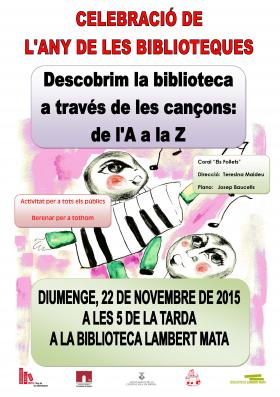 CELEBRACIÓ DE
L'ANY DE LES BIBLIOTEQUES
Descobrim la biblioteca
a través de les cançons:
de l'A a la Z
Coral "Els Follets"
Direcció: Teresina Maideu
Piano: Josep Baucells
Activitat per a tots els públics
Berenar per a tothom
DIUMENGE, 22 DE NOVEMBRE DE 2015
A LES 5 DE LA TARDA
A LA BIBLIOTECA LAMBERT MATA